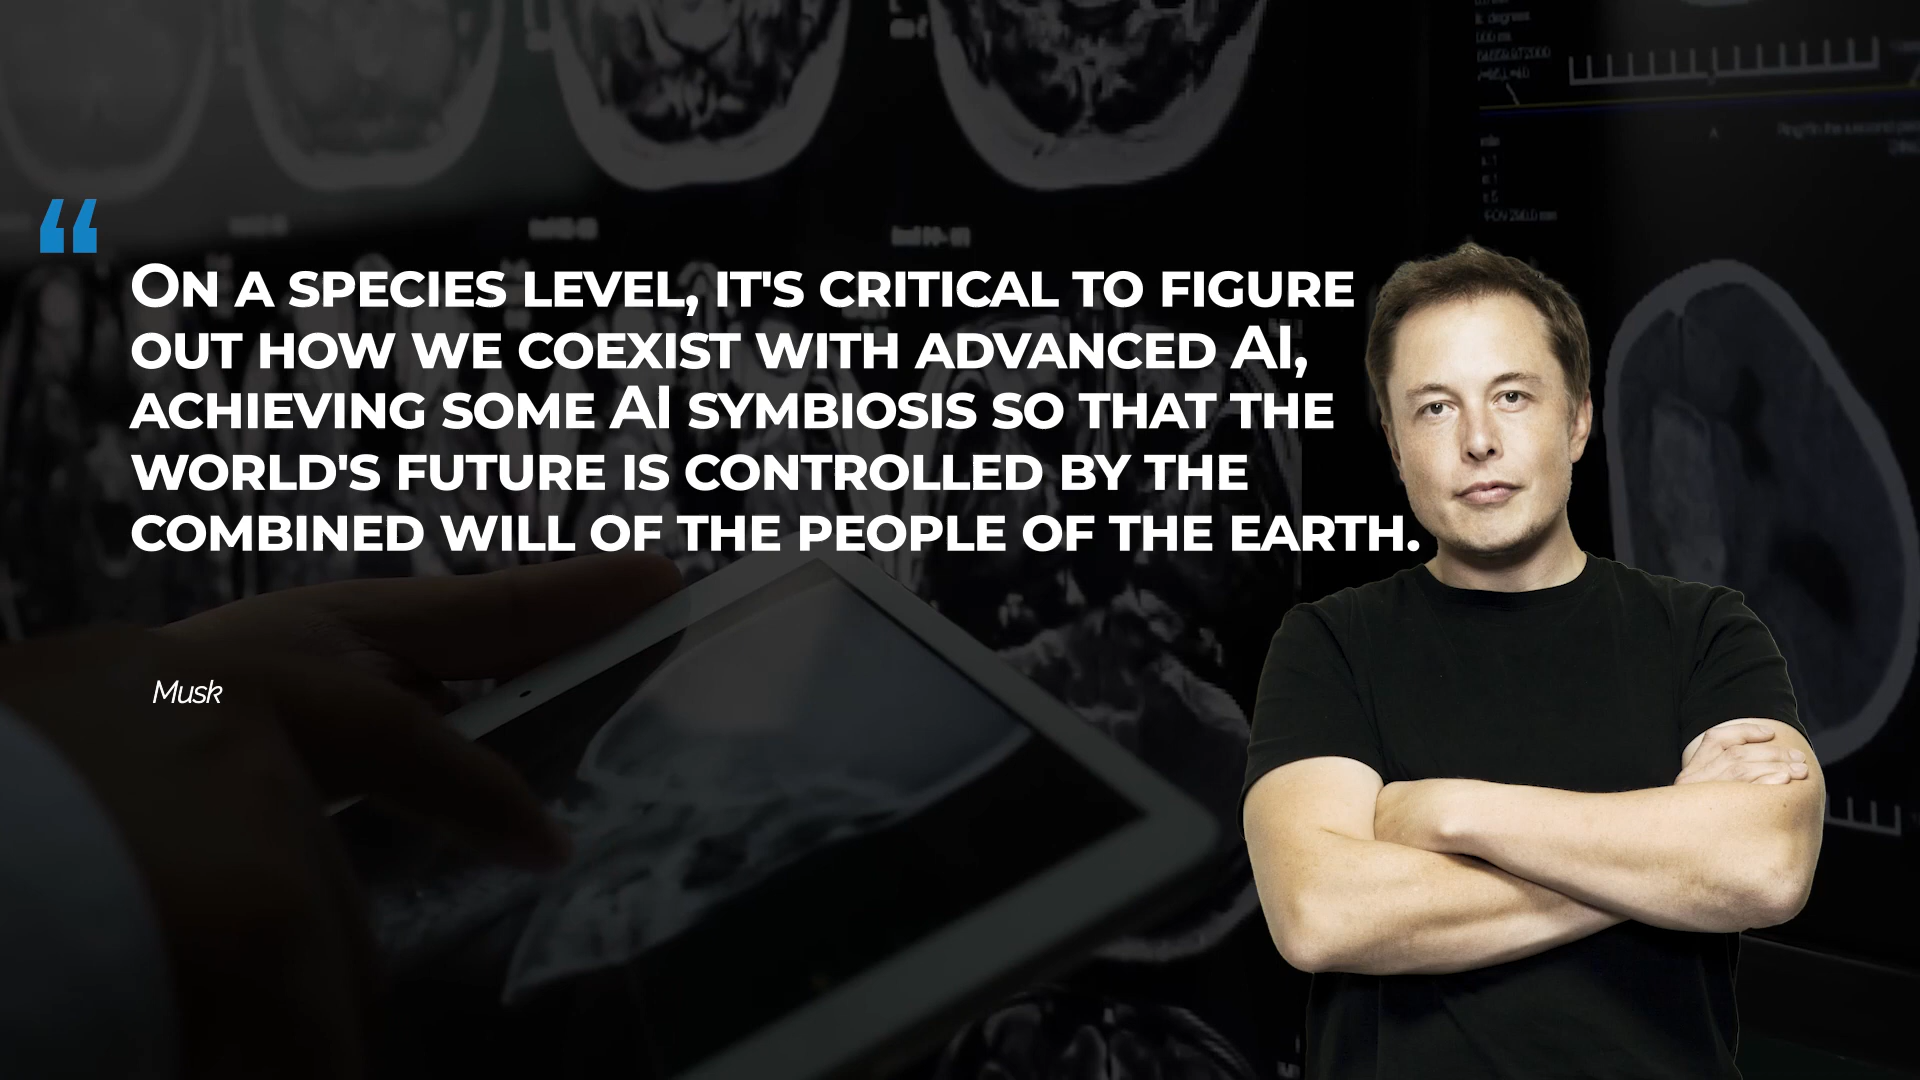 “
On a species level, it's critical to figure
out how we coexist with advanced AI,
achieving some AI symbiosis so that the
world's future is controlled by the
combined will of the people of the earth.
Musk